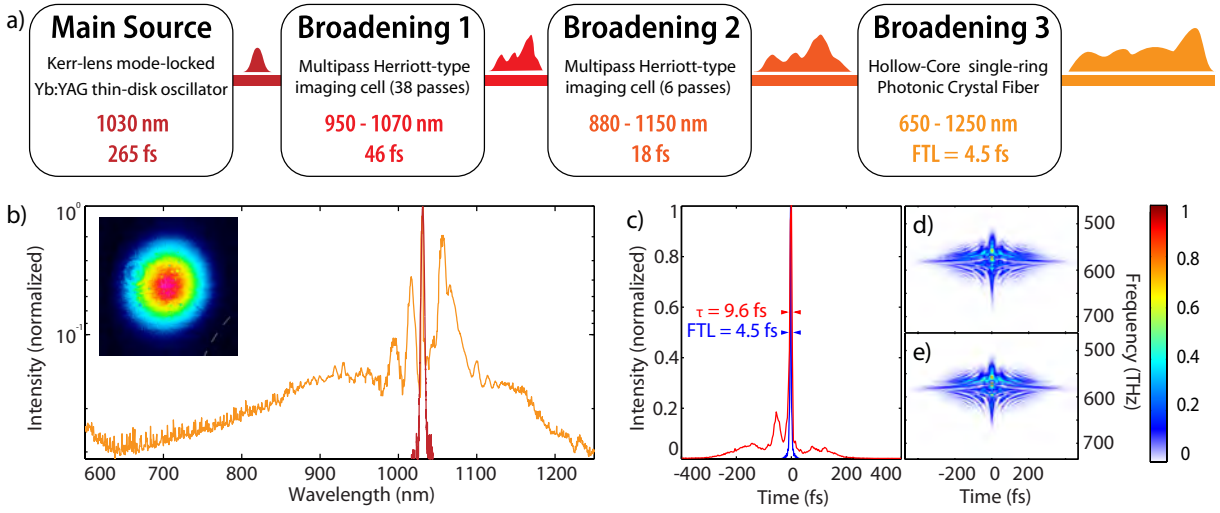 a)
Main Source
Kerr-lens mode-locked
Yb:YAG thin-disk oscillator
1030 nm
265 fs
Broadening 1
Multipass Herriott-type
imaging cell (38 passes)
950 - 1070 nm
46 fs
Broadening 2
Multipass Herriott-type
imaging cell (6 passes)
880 - 1150 nm
18 fs
Broadening 3
Hollow-Core single-ring
Photonic Crystal Fiber
650 - 1250 nm
FTL = 4.5 fs
b)
Intensity (normalized)
10^0
10^-1
600 700 800 900 1000 1100 1200
Wavelength (nm)
c)
Intensity (normalized)
1
0.8
0.6
0.4
0.2
0
τ = 9.6 fs
FTL = 4.5 fs
-400 -200 0 200 400
Time (fs)
d)
500
600
700
e)
500
600
700
Frequency (THz)
-200 0 200
Time (fs)
1
0.8
0.6
0.4
0.2
0